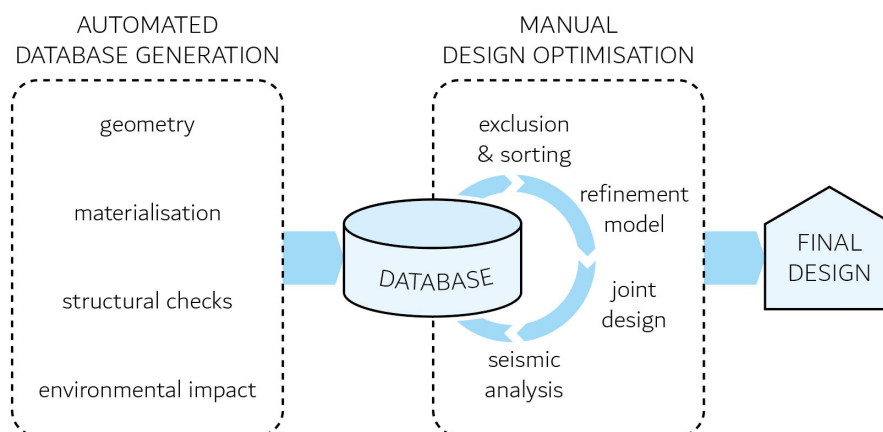 AUTOMATED
DATABASE GENERATION
geometry
materialisation
structural checks
environmental impact
DATABASE
MANUAL
DESIGN OPTIMISATION
exclusion
& sorting
refinement
model
joint
design
seismic
analysis
FINAL
DESIGN